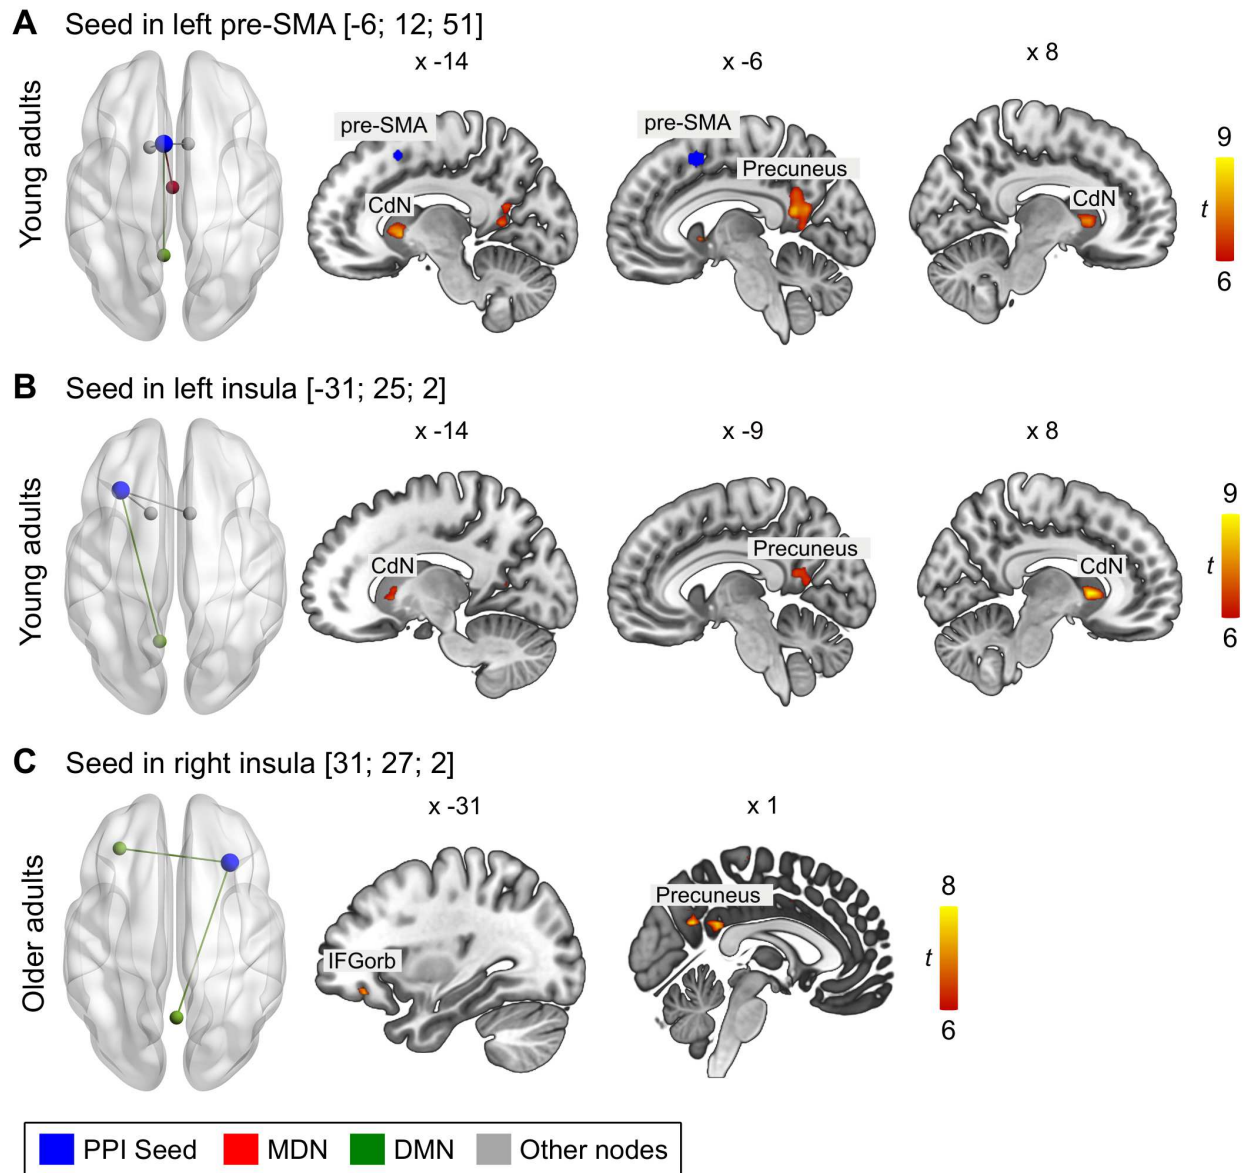 A Seed in left pre-SMA [-6; 12; 51]
Young adults
x -14
x -6
x 8
pre-SMA
CdN
pre-SMA
Precuneus
CdN
9
t
6
B Seed in left insula [-31; 25; 2]
Young adults
x -14
x -9
x 8
CdN
Precuneus
CdN
9
t
6
C Seed in right insula [31; 27; 2]
Older adults
x -31
x 1
IFGorb
Precuneus
8
t
6
PPI Seed MDN DMN Other nodes